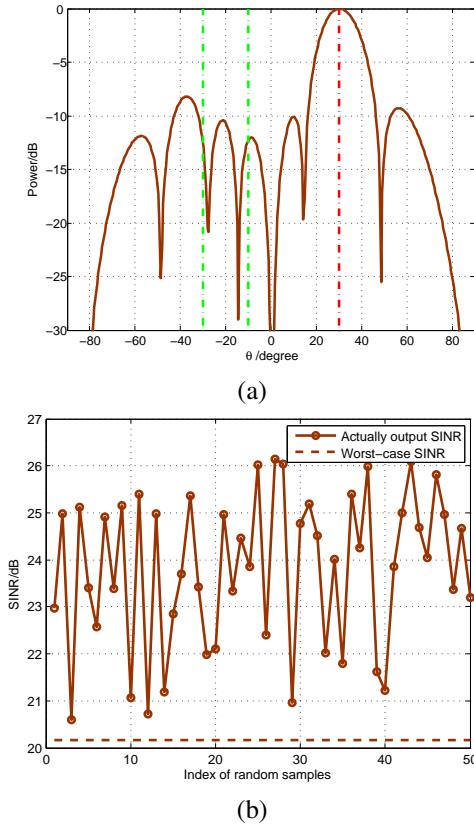 0
−5
−10
−15
−20
−25
−30
Power/dB
−80 −60 −40 −20 0 20 40 60 80
θ /degree
(a)
27
26
25
24
23
22
21
20
SINR/dB
Actually output SINR
Worst−case SINR
0 10 20 30 40 50
Index of random samples
(b)